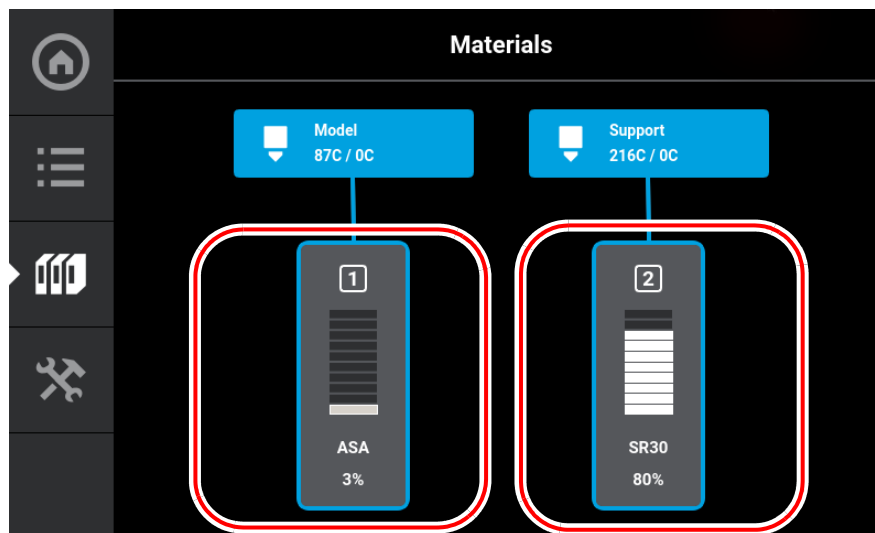 Materials
Model
87C / 0C
Support
216C / 0C
1
2
ASA
3%
SR30
80%